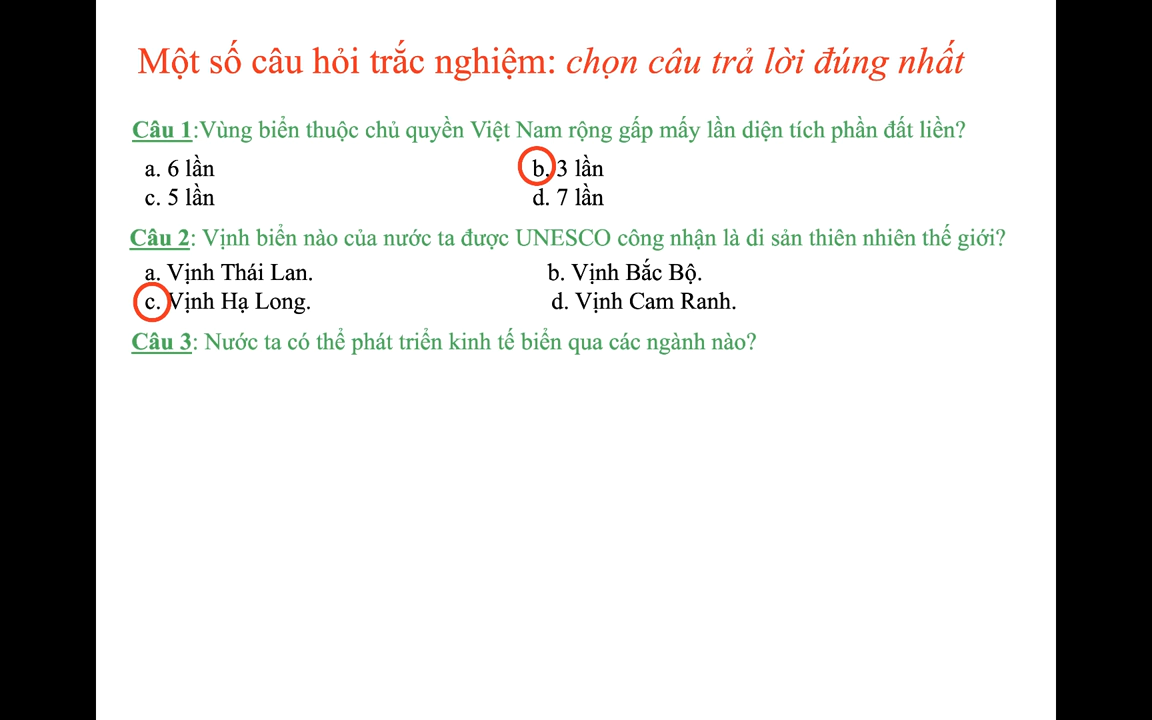 Một số câu hỏi trắc nghiệm: chọn câu trả lời đúng nhất
Câu 1:Vùng biển thuộc chủ quyền Việt Nam rộng gấp mấy lần diện tích phần đất liền?
a. 6 lần b. 3 lần
c. 5 lần d. 7 lần
Câu 2: Vịnh biển nào của nước ta được UNESCO công nhận là di sản thiên nhiên thế giới?
a. Vịnh Thái Lan. b. Vịnh Bắc Bộ.
c. Vịnh Hạ Long. d. Vịnh Cam Ranh.
Câu 3: Nước ta có thể phát triển kinh tế biển qua các ngành nào?